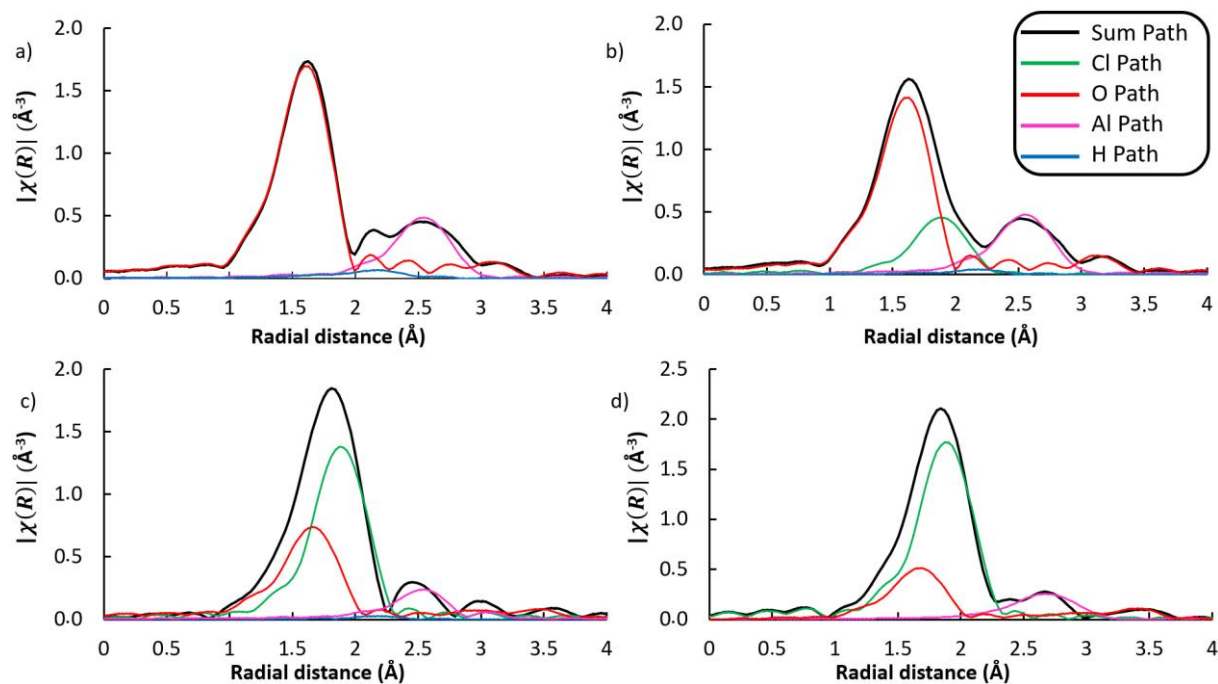 a)
2.0
1.5
1.0
0.5
0.0
|χ(R)| (Å⁻³)
0 0.5 1 1.5 2 2.5 3 3.5 4
Radial distance (Å)
b)
2.0
1.5
1.0
0.5
0.0
|χ(R)| (Å⁻³)
0 0.5 1 1.5 2 2.5 3 3.5 4
Radial distance (Å)
Sum Path
Cl Path
O Path
Al Path
H Path
c)
2.0
1.5
1.0
0.5
0.0
|χ(R)| (Å⁻³)
0 0.5 1 1.5 2 2.5 3 3.5 4
Radial distance (Å)
d)
2.5
2.0
1.5
1.0
0.5
0.0
|χ(R)| (Å⁻³)
0 0.5 1 1.5 2 2.5 3 3.5 4
Radial distance (Å)